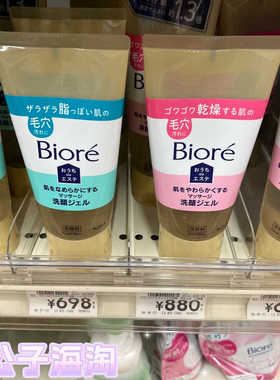 ザラザラ脂っぽい肌の
毛穴
汚れに
Bioré
おうち
de
エステ
肌をなめらかにする
マッサージ
洗顔ジェル
ゴワゴワ乾燥する肌の
毛穴
汚れに
Bioré
おうち
de
エステ
肌をやわらかくする
マッサージ
洗顔ジェル
¥698
¥880
¥6
公子海淘
Bioré